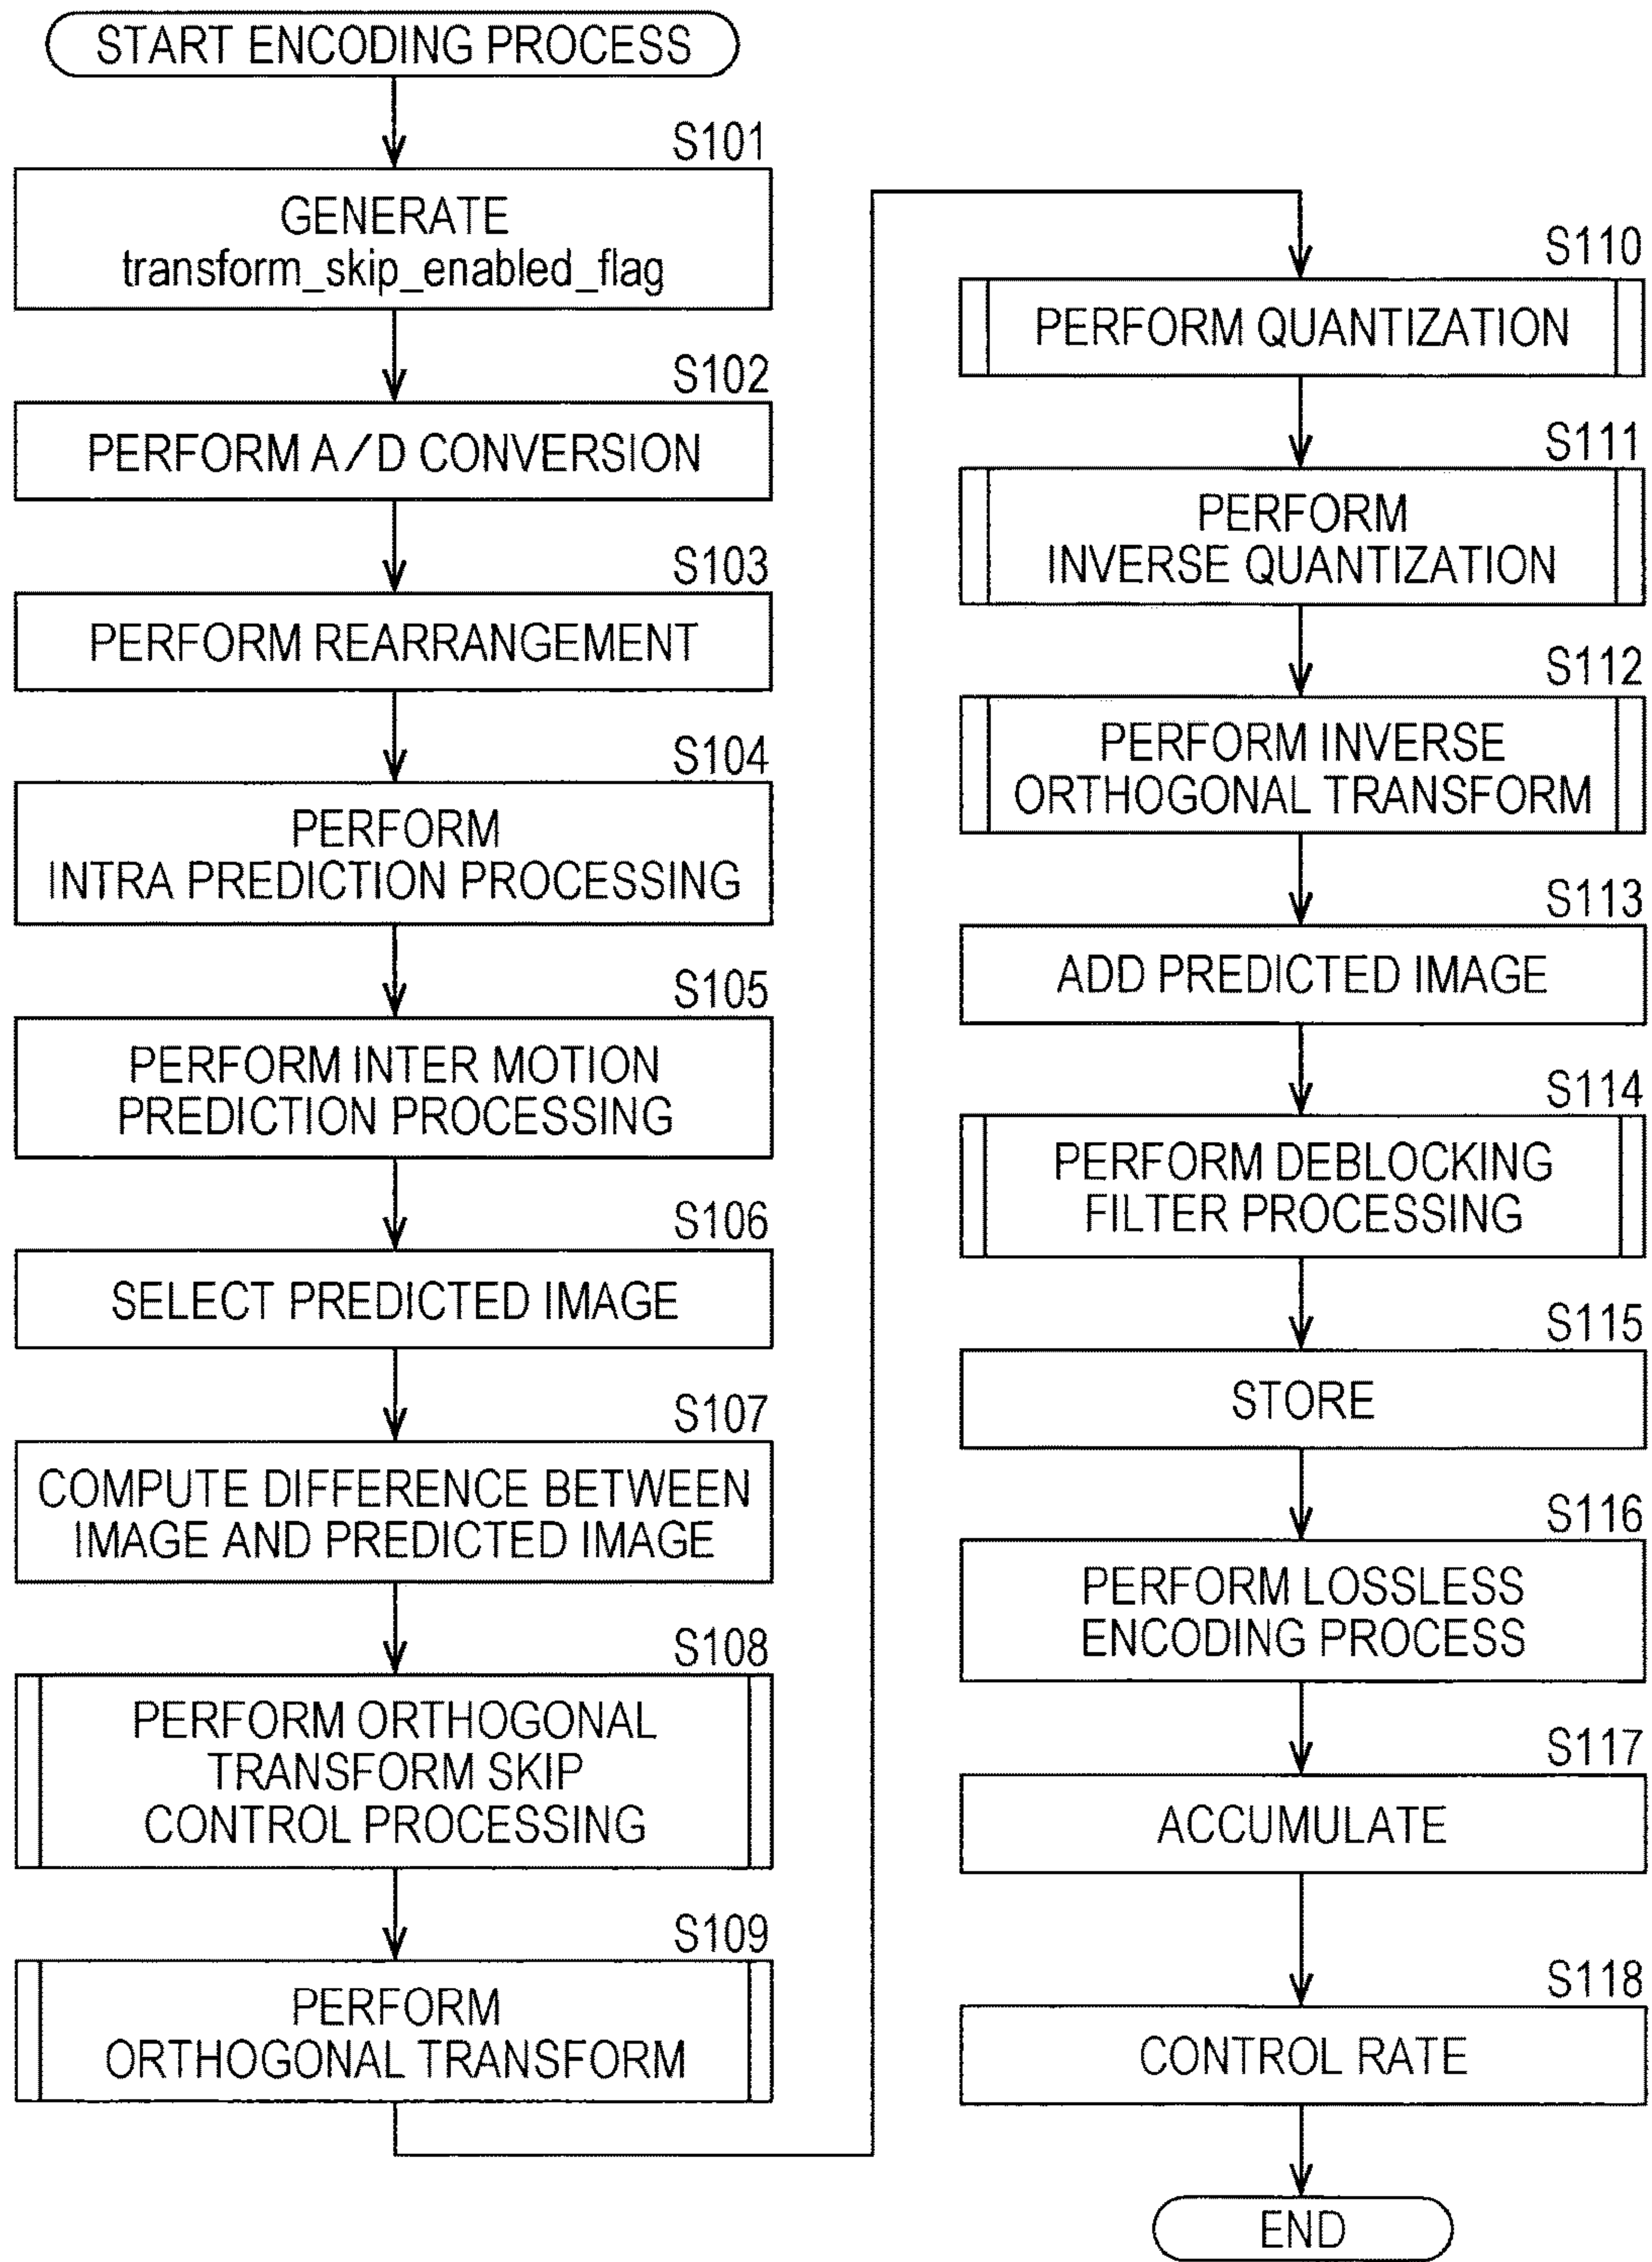 START ENCODING PROCESS
S101
GENERATE
transform_skip_enabled_flag
S102
PERFORM A/D CONVERSION
S103
PERFORM REARRANGEMENT
S104
PERFORM
INTRA PREDICTION PROCESSING
S105
PERFORM INTER MOTION
PREDICTION PROCESSING
S106
SELECT PREDICTED IMAGE
S107
COMPUTE DIFFERENCE BETWEEN
IMAGE AND PREDICTED IMAGE
S108
PERFORM ORTHOGONAL
TRANSFORM SKIP
CONTROL PROCESSING
S109
PERFORM
ORTHOGONAL TRANSFORM
S110
PERFORM QUANTIZATION
S111
PERFORM
INVERSE QUANTIZATION
S112
PERFORM INVERSE
ORTHOGONAL TRANSFORM
S113
ADD PREDICTED IMAGE
S114
PERFORM DEBLOCKING
FILTER PROCESSING
S115
STORE
S116
PERFORM LOSSLESS
ENCODING PROCESS
S117
ACCUMULATE
S118
CONTROL RATE
END